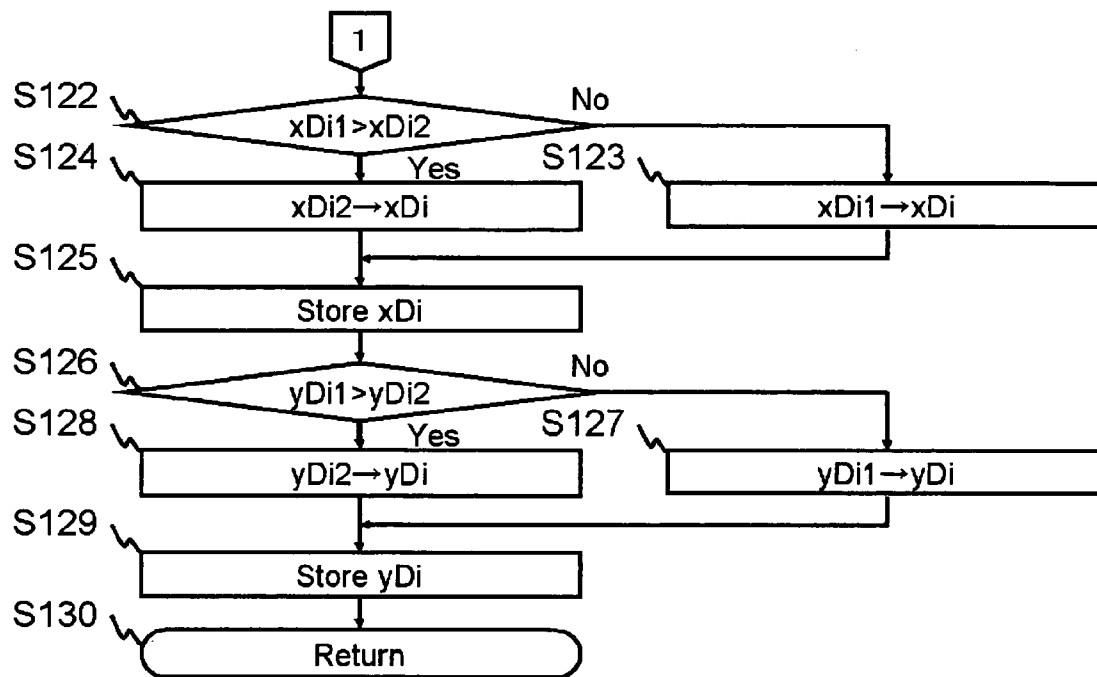 1
S122
xDi1>xDi2
No
S124
Yes
S123
xDi2→xDi
xDi1→xDi
S125
Store xDi
S126
yDi1>yDi2
No
S128
Yes
S127
yDi2→yDi
yDi1→yDi
S129
Store yDi
S130
Return